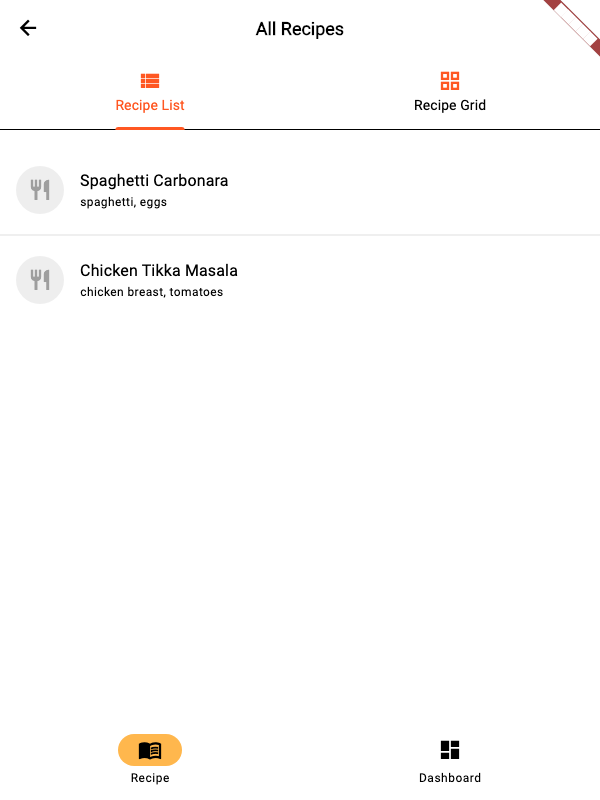 All Recipes
Recipe List
Recipe Grid
Spaghetti Carbonara
spaghetti, eggs
Chicken Tikka Masala
chicken breast, tomatoes
Recipe
Dashboard